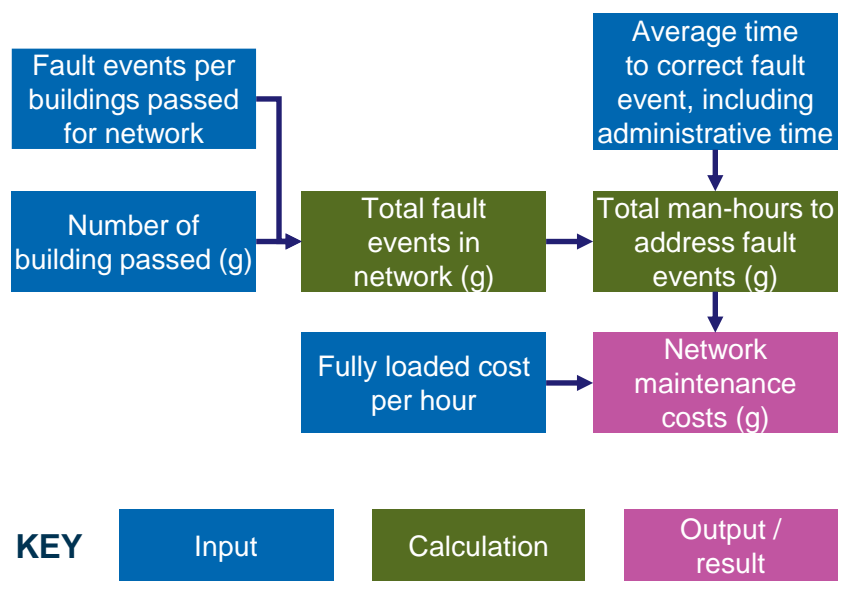 Fault events per
buildings passed
for network
Average time
to correct fault
event, including
administrative time
Number of
building passed (g)
Total fault
events in
network (g)
Total man-hours to
address fault
events (g)
Fully loaded cost
per hour
Network
maintenance
costs (g)
KEY
Input
Calculation
Output /
result